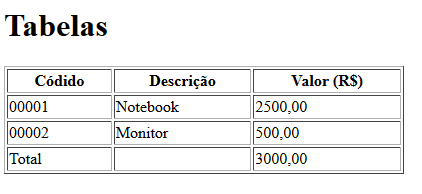 Tabelas
Códido Descrição Valor (R$)
00001 Notebook 2500,00
00002 Monitor 500,00
Total 3000,00